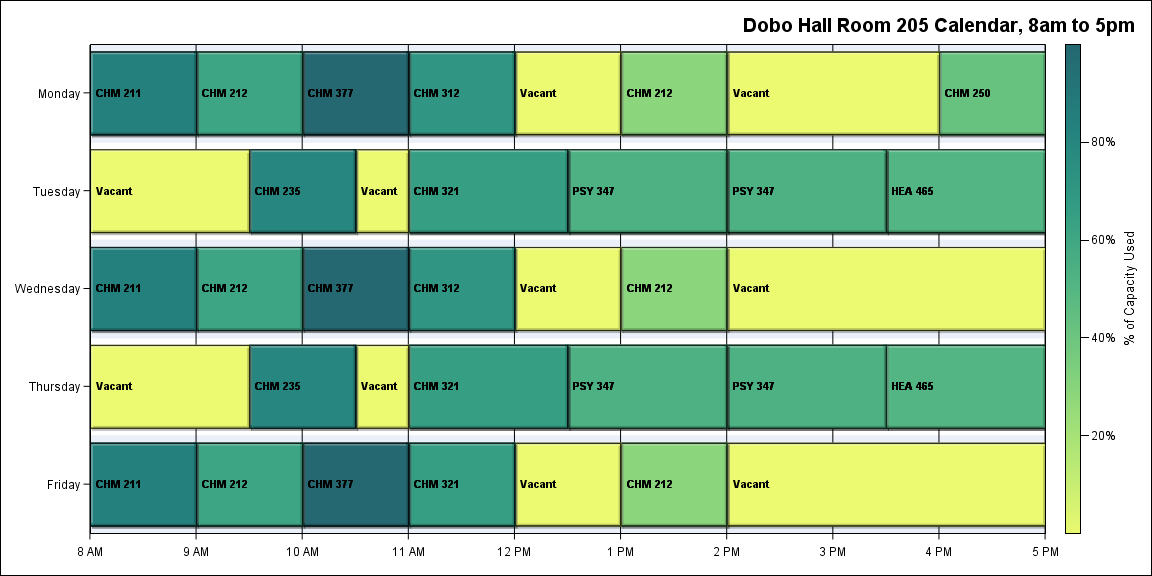 Dobo Hall Room 205 Calendar, 8am to 5pm
Monday CHM 211 CHM 212 CHM 377 CHM 312 Vacant CHM 212 Vacant CHM 250
Tuesday Vacant CHM 235 Vacant CHM 321 PSY 347 PSY 347 HEA 465
Wednesday CHM 211 CHM 212 CHM 377 CHM 312 Vacant CHM 212 Vacant
Thursday Vacant CHM 235 Vacant CHM 321 PSY 347 PSY 347 HEA 465
Friday CHM 211 CHM 212 CHM 377 CHM 321 Vacant CHM 212 Vacant
8 AM 9 AM 10 AM 11 AM 12 PM 1 PM 2 PM 3 PM 4 PM 5 PM
80%
60%
40%
20%
% of Capacity Used